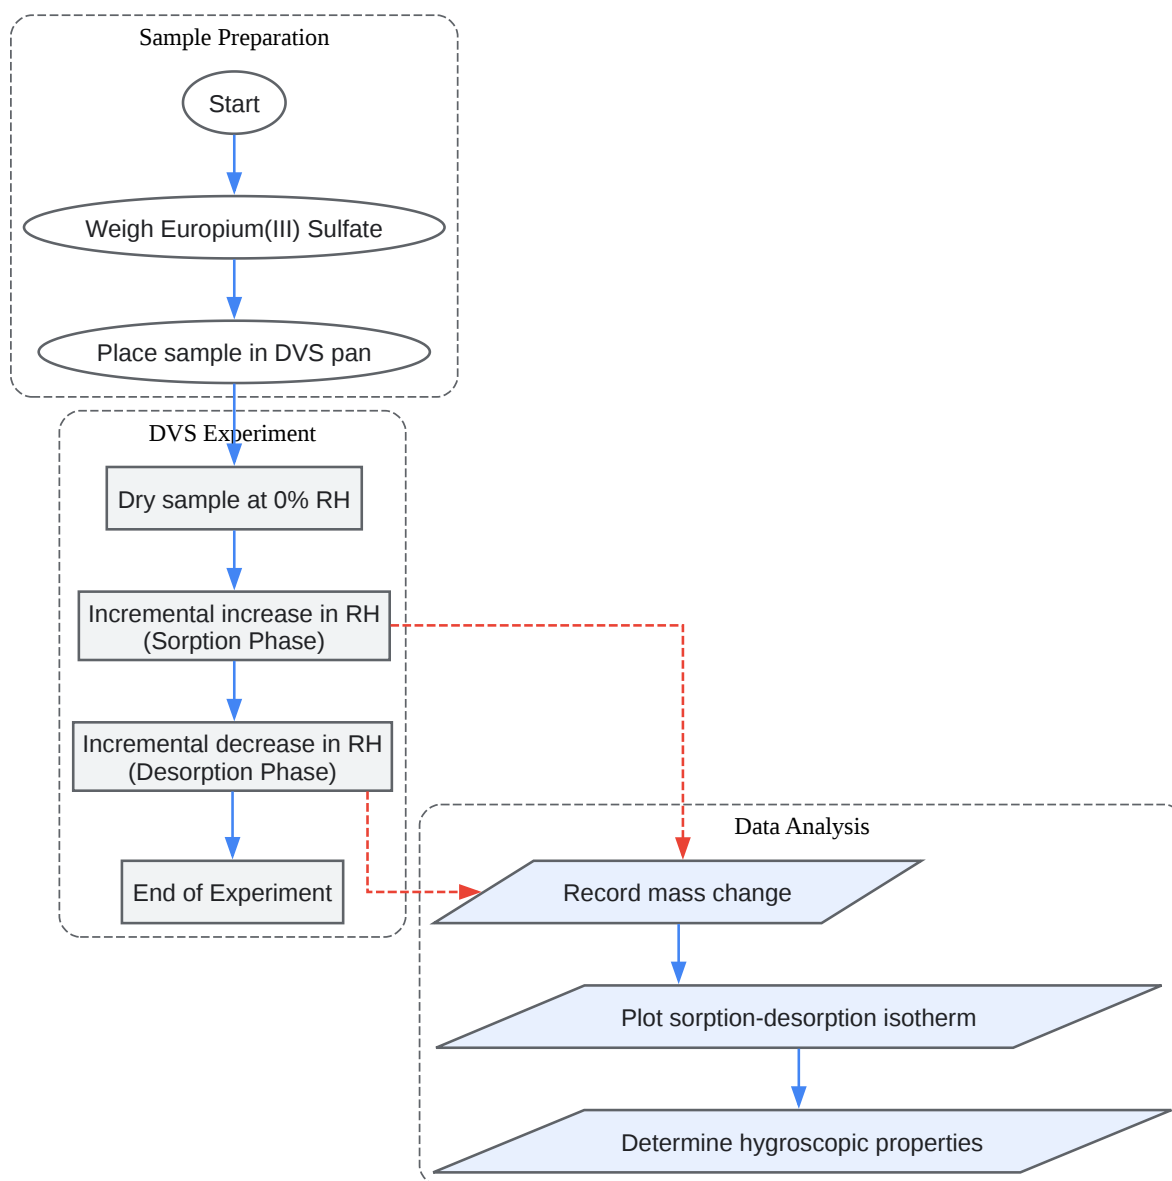 Sample Preparation
Start
Weigh Europium(III) Sulfate
Place sample in DVS pan
DVS Experiment
Dry sample at 0% RH
Incremental increase in RH
(Sorption Phase)
Incremental decrease in RH
(Desorption Phase)
End of Experiment
Data Analysis
Record mass change
Plot sorption-desorption isotherm
Determine hygroscopic properties